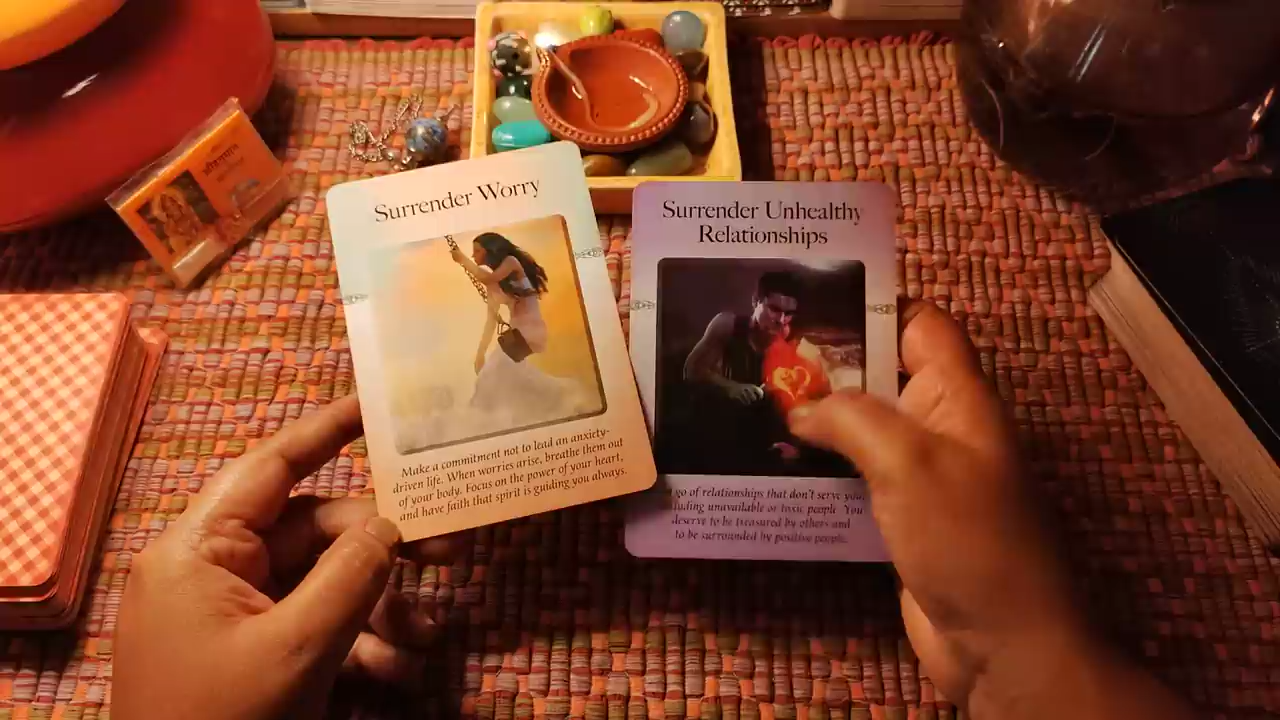 Surrender Worry
Make a commitment not to lead an anxiety-
driven life. When worries arise, breathe them out
of your body. Focus on the power of your heart,
and have faith that spirit is guiding you always.
Surrender Unhealthy
Relationships
go of relationships that don't serve you,
unavailable or toxic people. You
deserve to be treasured by others and
to be surrounded by positive people.